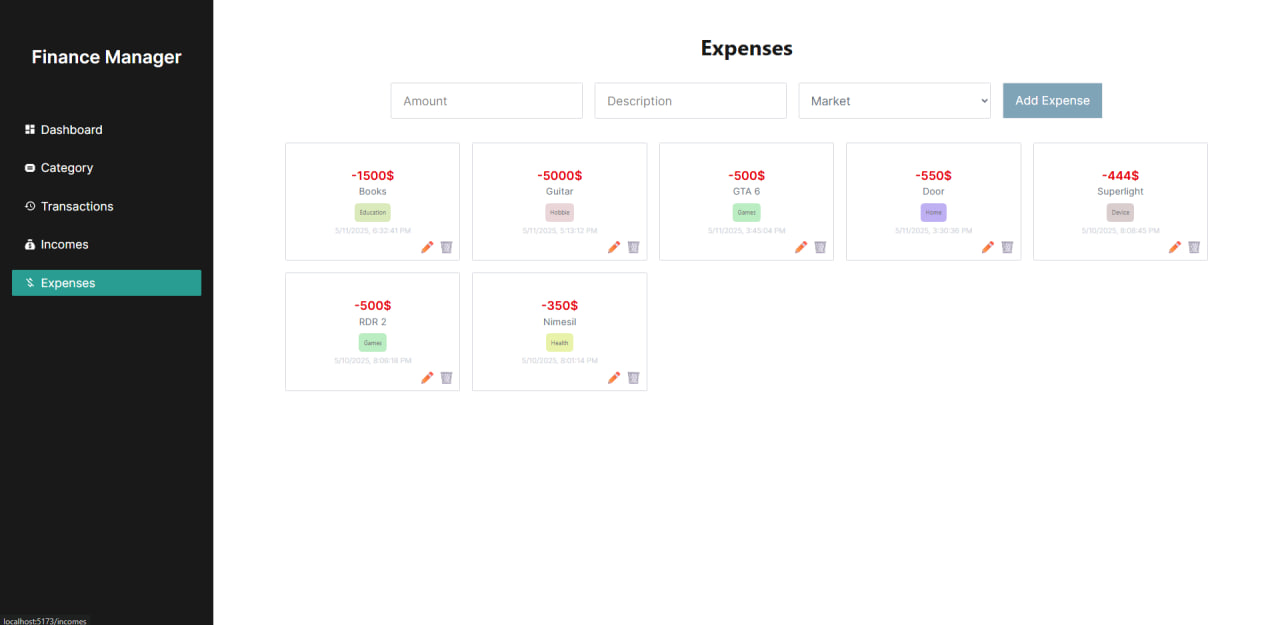 Finance Manager
Dashboard
Category
Transactions
Incomes
Expenses
localhost:5173/incomes
Expenses
Amount
Description
Market
Add Expense
-1500$
Books
Education
5/11/2025, 6:32:41 PM
-5000$
Guitar
Hobbie
5/11/2025, 5:13:12 PM
-500$
GTA 6
Games
5/11/2025, 3:45:04 PM
-550$
Door
Home
5/11/2025, 3:30:36 PM
-444$
Superlight
Device
5/10/2025, 8:08:45 PM
-500$
RDR 2
Games
5/10/2025, 8:06:18 PM
-350$
Nimesil
Health
5/10/2025, 8:01:14 PM